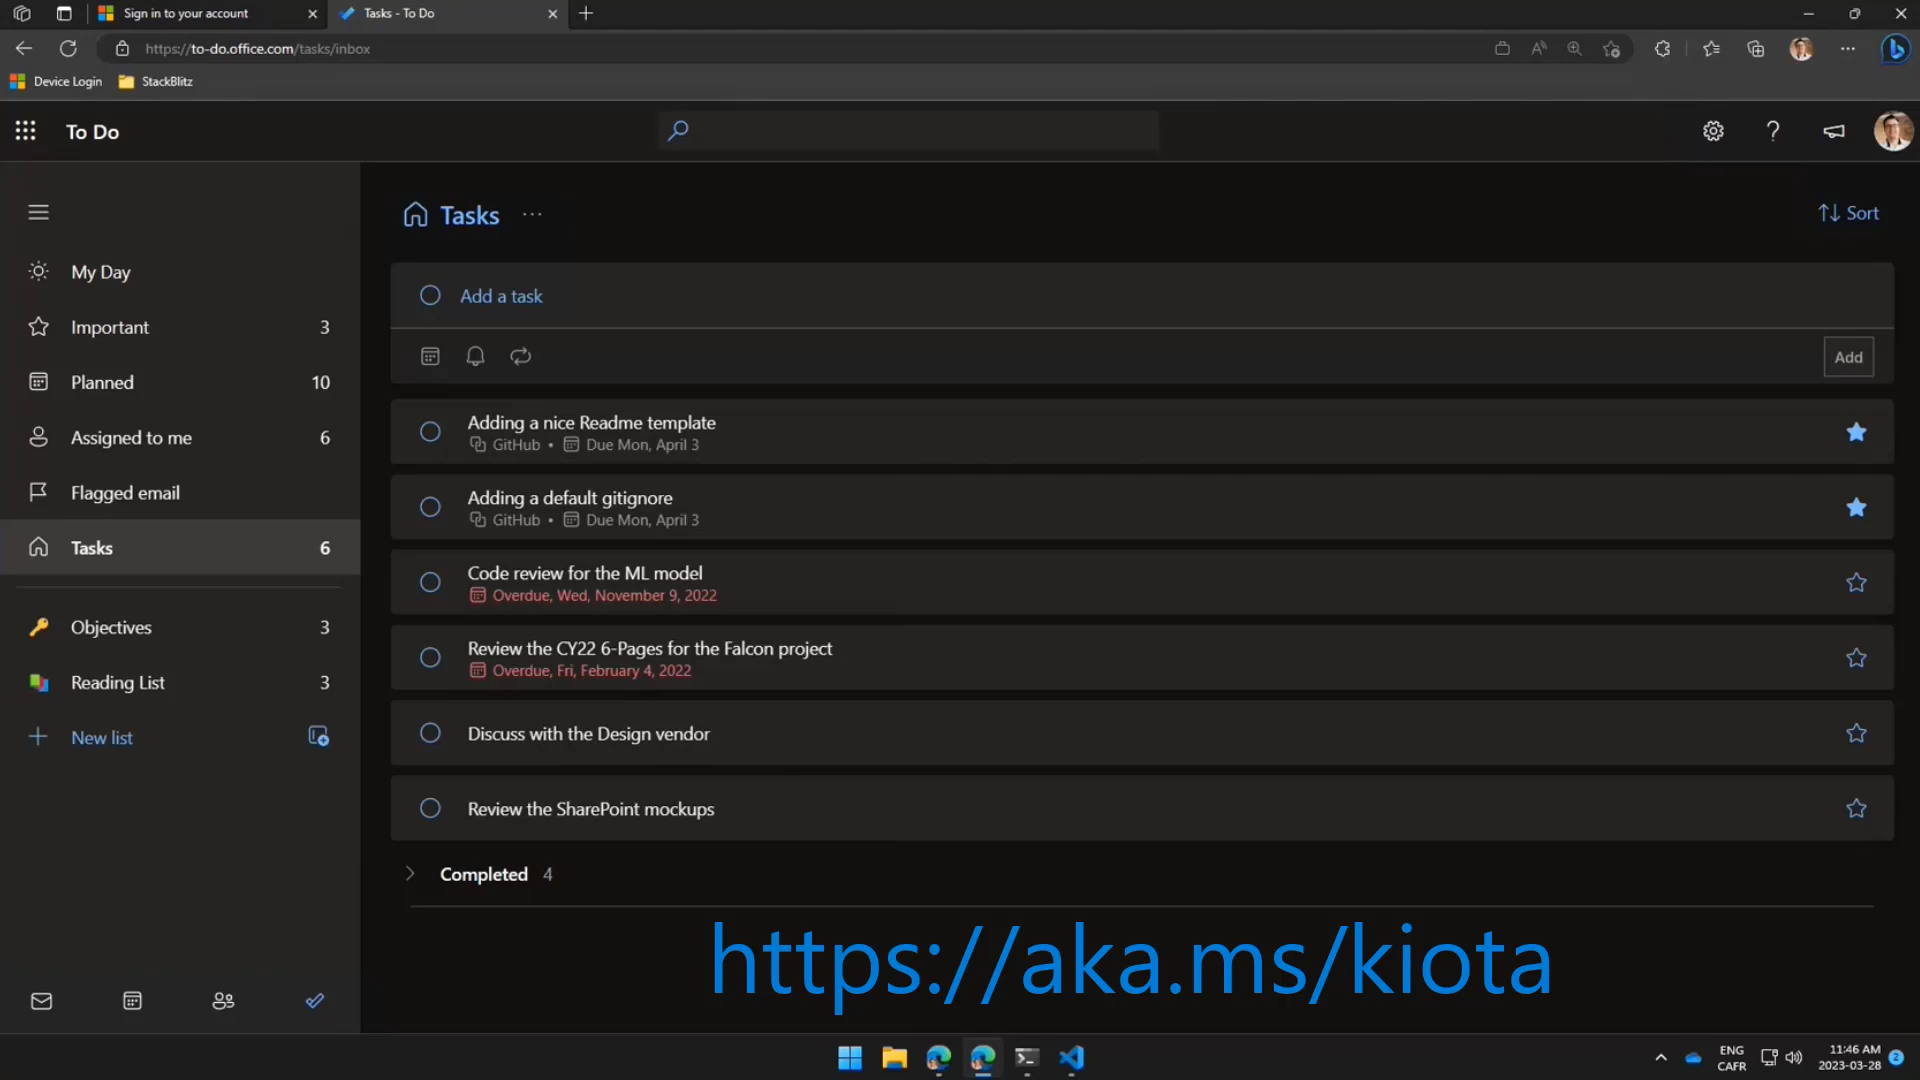 Sign in to your account
Tasks - To Do
https://to-do.office.com/tasks/inbox
Device Login
StackBlitz
To Do
Tasks
Sort
My Day
Important 3
Planned 10
Assigned to me 6
Flagged email
Tasks 6
Objectives 3
Reading List 3
New list
Add a task
Add
Adding a nice Readme template
GitHub • Due Mon, April 3
Adding a default gitignore
GitHub • Due Mon, April 3
Code review for the ML model
Overdue, Wed, November 9, 2022
Review the CY22 6-Pages for the Falcon project
Overdue, Fri, February 4, 2022
Discuss with the Design vendor
Review the SharePoint mockups
Completed 4
https://aka.ms/kiota
ENG
CAFR
11:46 AM
2023-03-28
2